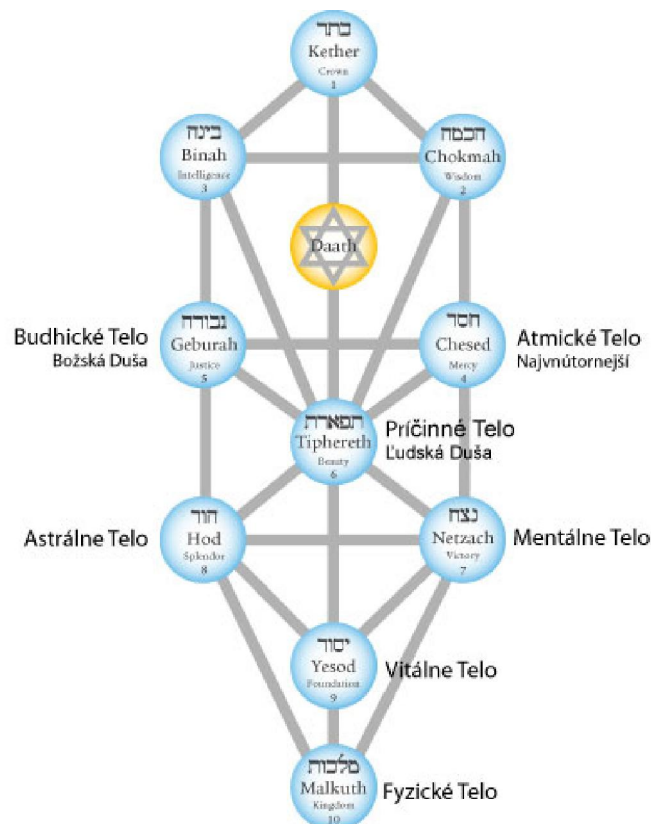 כתר
Kether
Crown
1
בינה
Binah
Intelligence
3
חכמה
Chokmah
Wisdom
2
Daath
Budhické Telo
Božská Duša
גבורה
Geburah
Justice
5
חסד
Chesed
Mercy
4
Atmické Telo
Najvnútornejší
תפארת
Tiphereth
Beauty
6
Príčinné Telo
Ľudská Duša
Astrálne Telo
הוד
Hod
Splendor
8
נצח
Netzach
Victory
7
Mentálne Telo
יסוד
Yesod
Foundation
9
Vitálne Telo
מלכות
Malkuth
Kingdom
10
Fyzické Telo